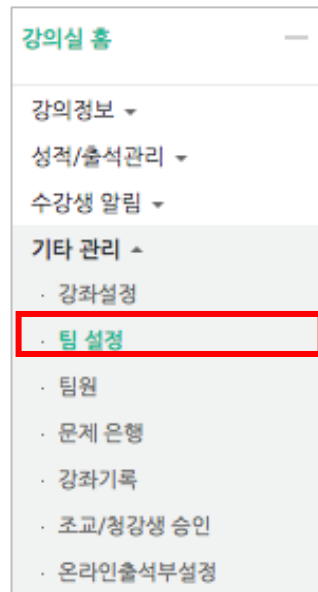 강의실 홈
강의정보
성적/출석관리
수강생 알림
기타 관리
· 강좌설정
· 팀 설정
· 팀원
· 문제 은행
· 강좌기록
· 조교/청강생 승인
· 온라인출석부설정